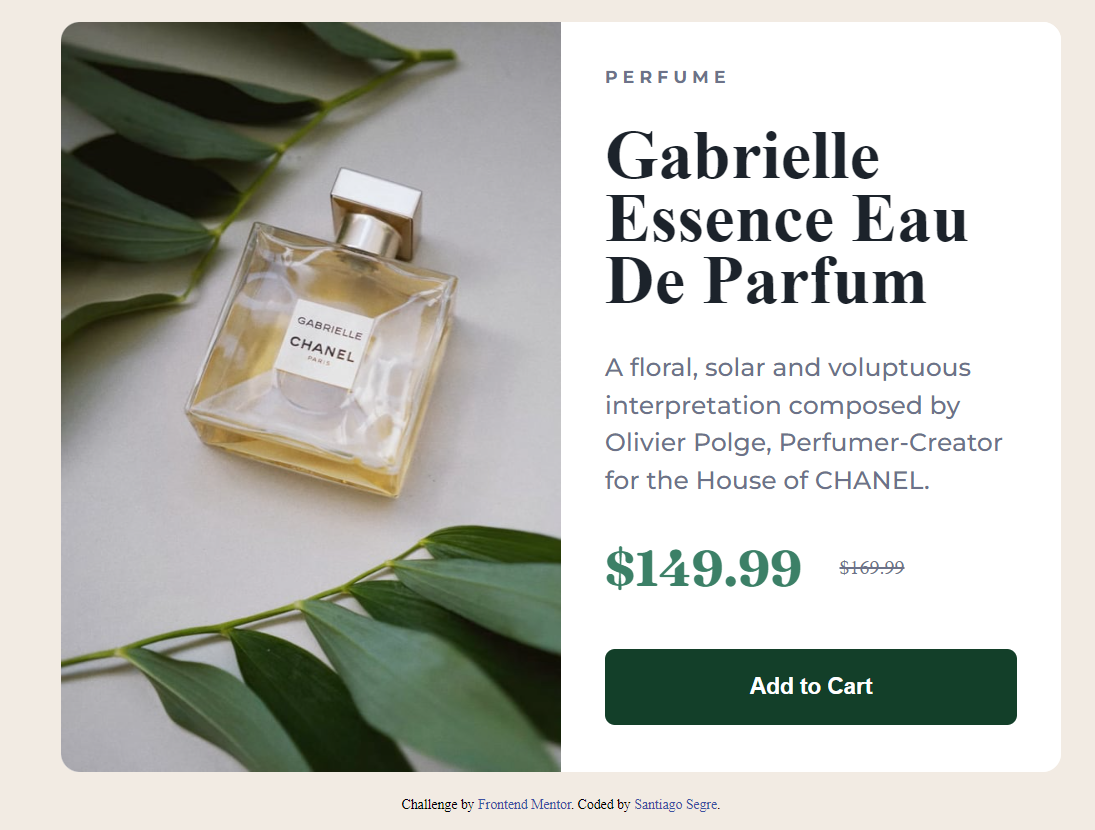 GABRIELLE
CHANEL
PARIS
PERFUME
Gabrielle
Essence Eau
De Parfum
A floral, solar and voluptuous
interpretation composed by
Olivier Polge, Perfumer-Creator
for the House of CHANEL.
$149.99 $169.99
Add to Cart
Challenge by Frontend Mentor. Coded by Santiago Segre.